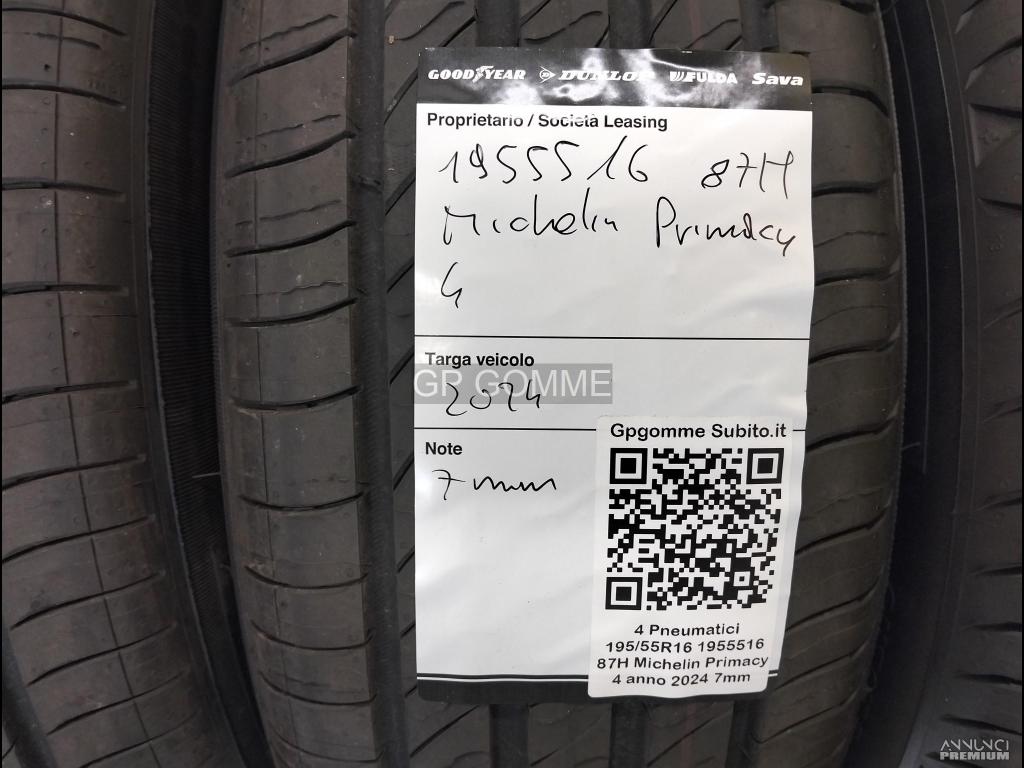 GOODYEAR DUNLOP FULDA Sava
Proprietario / Società Leasing
1955516 87H
Michelin Primacy
4
Targa veicolo
GP GOMME
2024
Note
7 mm
Gpgomme Subito.it
4 Pneumatici
195/55R16 1955516
87H Michelin Primacy
4 anno 2024 7mm
ANNUNCI
PREMIUM